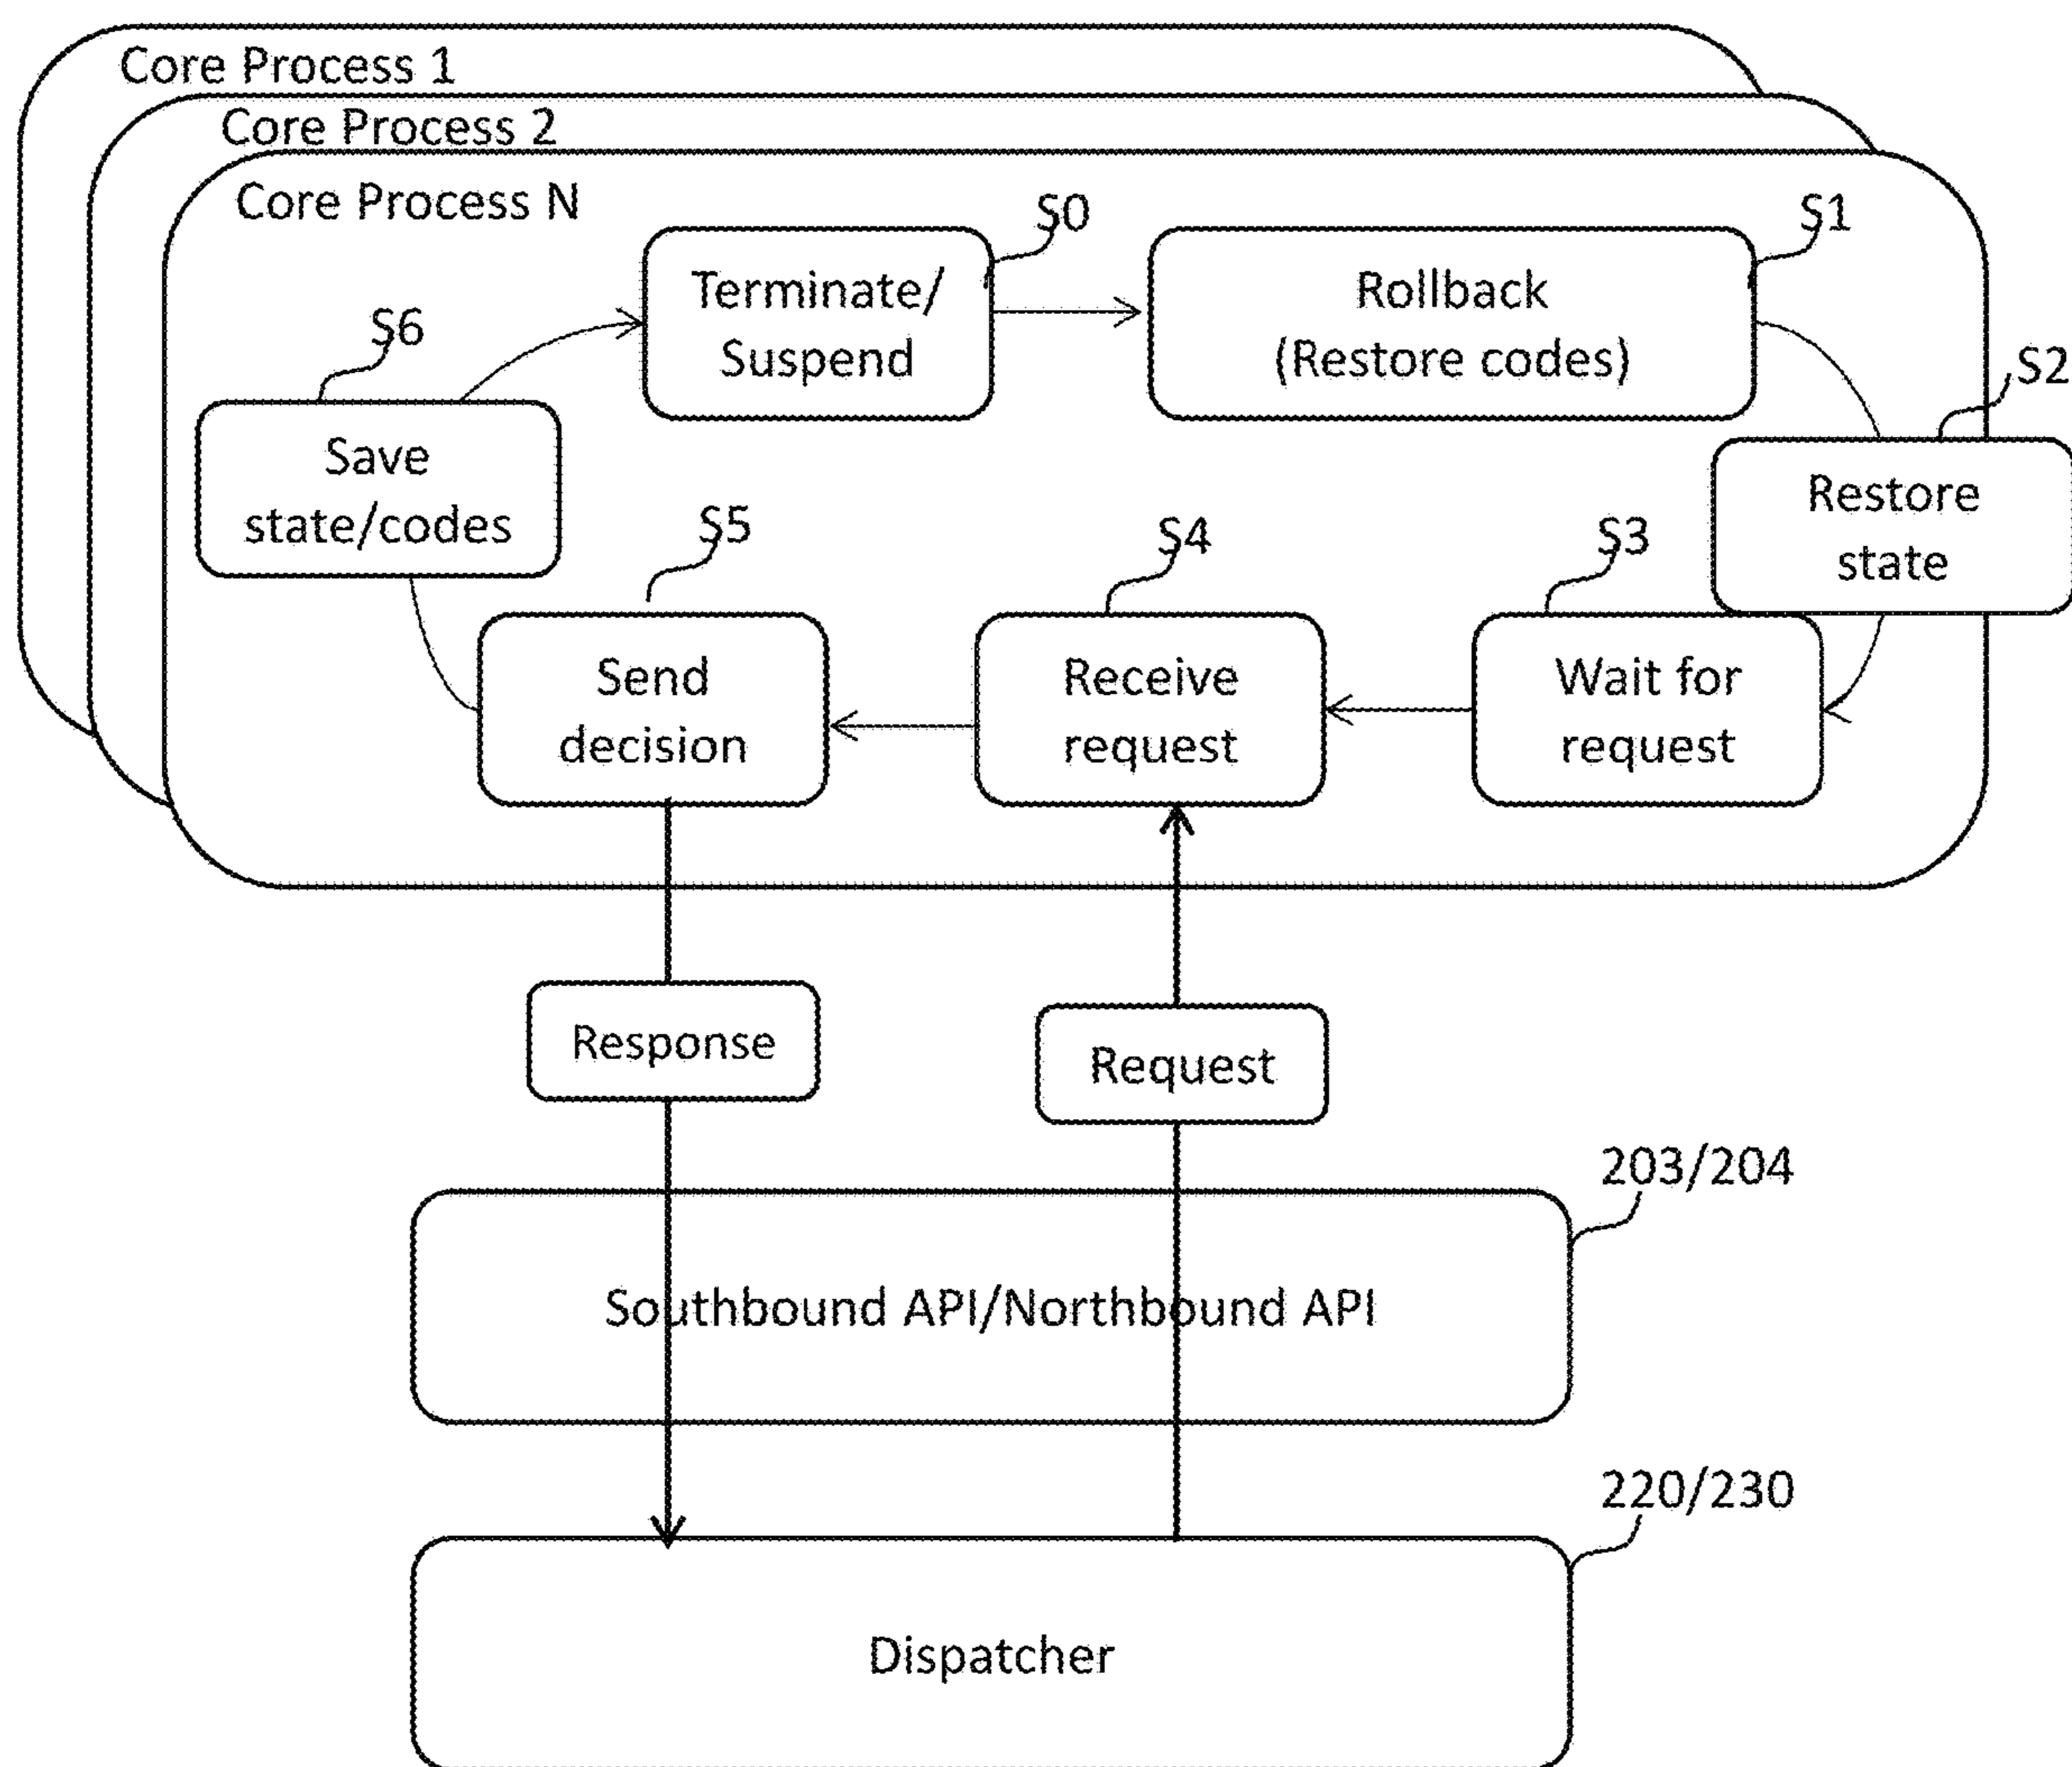 Core Process 1
Core Process 2
Core Process N
S0
S1
Terminate/
Suspend
Rollback
(Restore codes)
S6
S2
Save
state/codes
Restore
state
S5
S4
S3
Send
decision
Receive
request
Wait for
request
Response
Request
203/204
Southbound API/Northbound API
220/230
Dispatcher